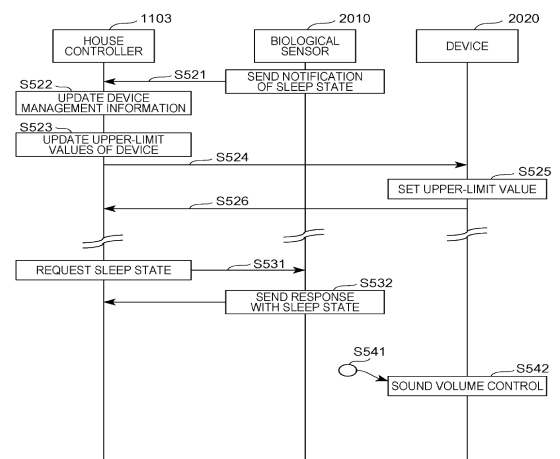 1103
2010
2020
HOUSE
CONTROLLER
BIOLOGICAL
SENSOR
DEVICE
S521
SEND NOTIFICATION
OF SLEEP STATE
S522
UPDATE DEVICE
MANAGEMENT INFORMATION
S523
UPDATE UPPER-LIMIT
VALUES OF DEVICE
S524
S525
SET UPPER-LIMIT VALUE
S526
REQUEST SLEEP STATE
S531
S532
SEND RESPONSE
WITH SLEEP STATE
S541
S542
SOUND VOLUME CONTROL